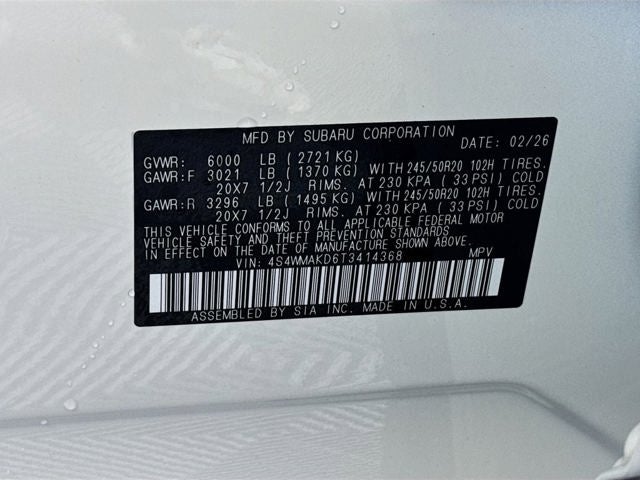 MFD BY SUBARU CORPORATION DATE: 02/26
GVWR: 6000 LB ( 2721 KG)
GAWR:F 3021 LB ( 1370 KG) WITH 245/50R20 102H TIRES.
20X7 1/2J RIMS. AT 230 KPA ( 33 PSI) COLD
GAWR:R 3296 LB ( 1495 KG) WITH 245/50R20 102H TIRES.
20X7 1/2J RIMS. AT 230 KPA ( 33 PSI) COLD
THIS VEHICLE CONFORMS TO ALL APPLICABLE FEDERAL MOTOR
VEHICLE SAFETY AND THEFT PREVENTION STANDARDS
IN EFFECT ON THE DATE OF MANUFACTURE SHOWN ABOVE.
VIN: 4S4WMAKD6T3414368 MPV
ASSEMBLED BY SIA INC. MADE IN U.S.A.